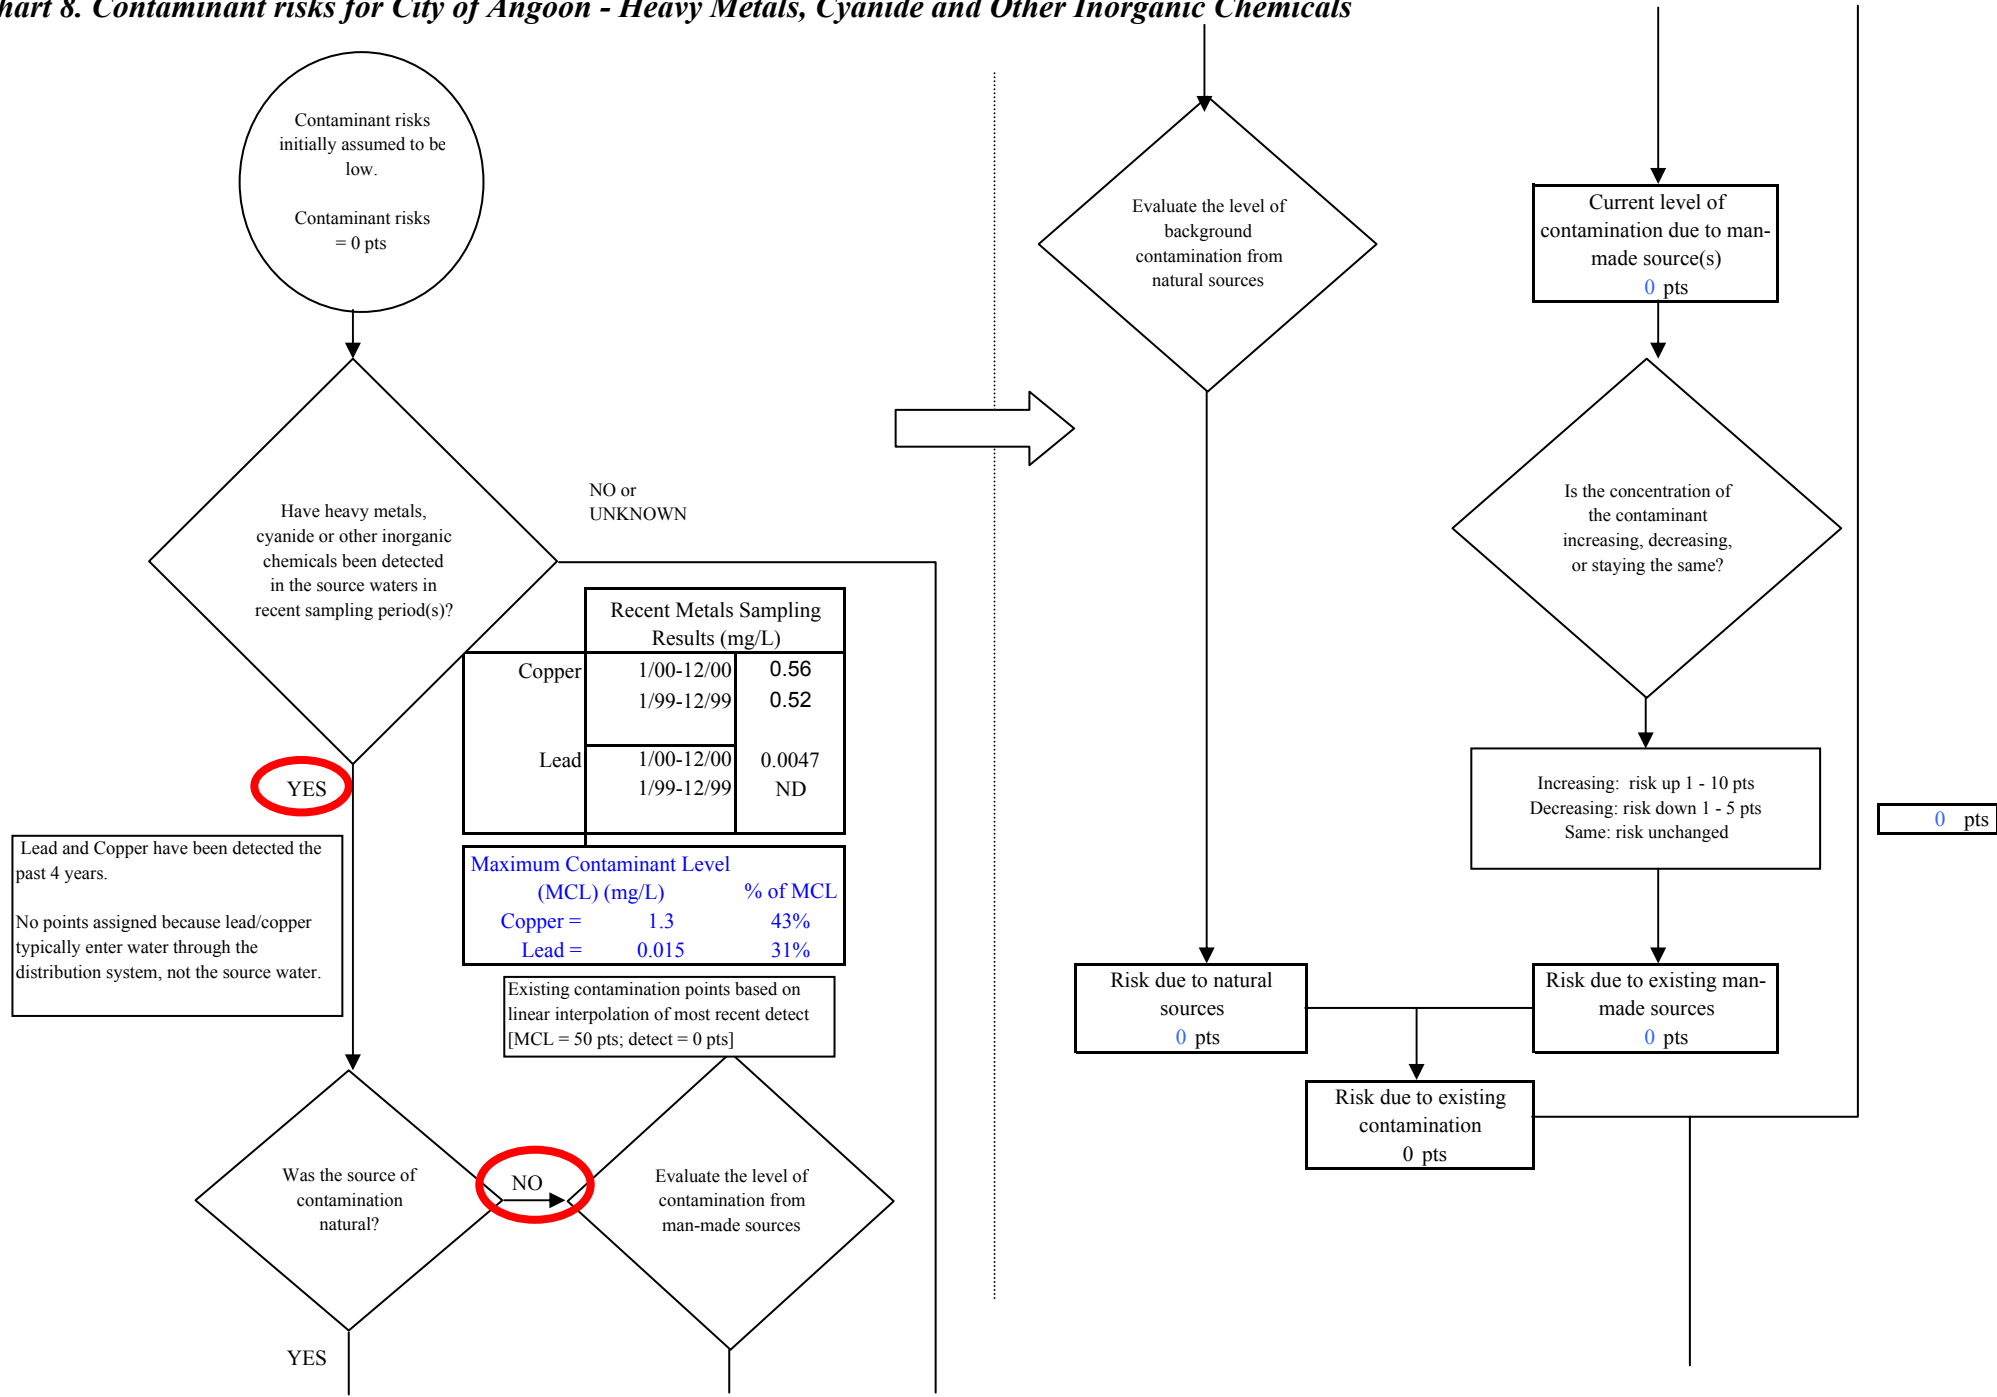 hart 8. Contaminant risks for City of Angoon - Heavy Metals, Cyanide and Other Inorganic Chemicals
Contaminant risks
initially assumed to be
low.
Contaminant risks
= 0 pts
Have heavy metals,
cyanide or other inorganic
chemicals been detected
in the source waters in
recent sampling period(s)?
NO or
UNKNOWN
YES
Recent Metals Sampling
Results (mg/L)
Copper 1/00-12/00 0.56
1/99-12/99 0.52
Lead 1/00-12/00 0.0047
1/99-12/99 ND
Lead and Copper have been detected the
past 4 years.
No points assigned because lead/copper
typically enter water through the
distribution system, not the source water.
Maximum Contaminant Level
(MCL) (mg/L) % of MCL
Copper = 1.3 43%
Lead = 0.015 31%
Existing contamination points based on
linear interpolation of most recent detect
[MCL = 50 pts; detect = 0 pts]
Was the source of
contamination
natural?
NO
Evaluate the level of
contamination from
man-made sources
YES
Evaluate the level of
background
contamination from
natural sources
Current level of
contamination due to man-
made source(s)
0 pts
Is the concentration of
the contaminant
increasing, decreasing,
or staying the same?
Increasing: risk up 1 - 10 pts
Decreasing: risk down 1 - 5 pts
Same: risk unchanged
0 pts
Risk due to natural
sources
0 pts
Risk due to existing man-
made sources
0 pts
Risk due to existing
contamination
0 pts